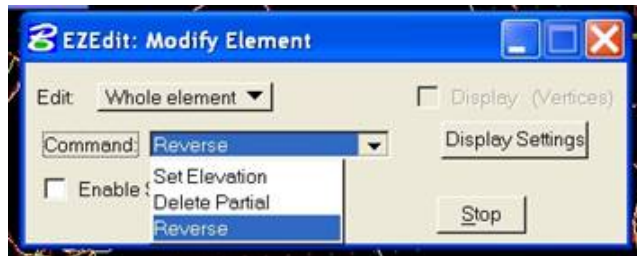 EZEdit: Modify Element
Edit: Whole element Display (Vertices)
Command: Reverse Display Settings
Set Elevation
Enable
Delete Partial
Reverse
Stop